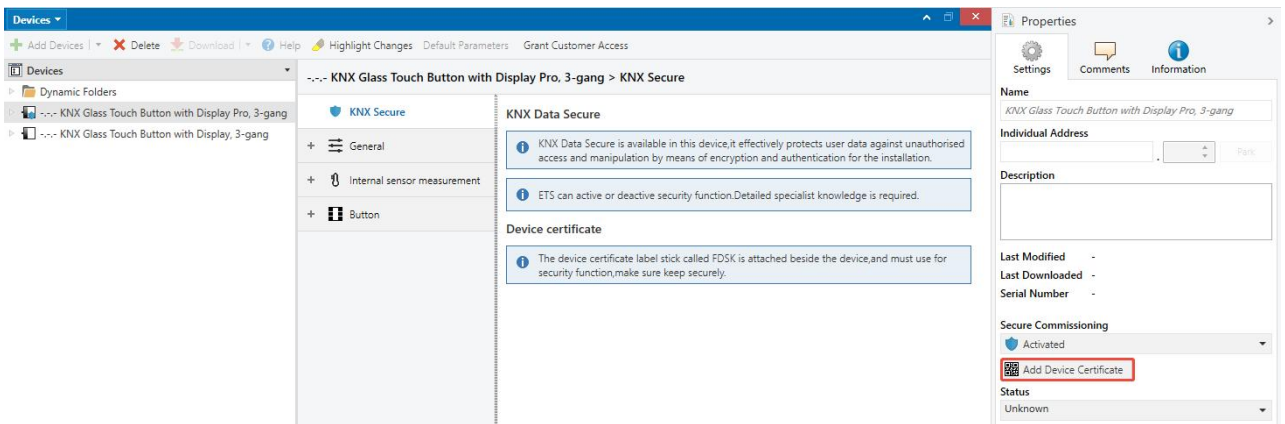 Devices
Add Devices Delete Download Help Highlight Changes Default Parameters Grant Customer Access
Devices
Dynamic Folders
-.-.- KNX Glass Touch Button with Display Pro, 3-gang
-.-.- KNX Glass Touch Button with Display, 3-gang
-.-.- KNX Glass Touch Button with Display Pro, 3-gang > KNX Secure
KNX Secure
+ General
+ Internal sensor measurement
+ Button
KNX Data Secure
KNX Data Secure is available in this device,it effectively protects user data against unauthorised
access and manipulation by means of encryption and authentication for the installation.
ETS can active or deactive security function.Detailed specialist knowledge is required.
Device certificate
The device certificate label stick called FDSK is attached beside the device,and must use for
security function,make sure keep securely.
Properties
Settings Comments Information
Name
KNX Glass Touch Button with Display Pro, 3-gang
Individual Address
. Park
Description
Last Modified -
Last Downloaded -
Serial Number -
Secure Commissioning
Activated
Add Device Certificate
Status
Unknown